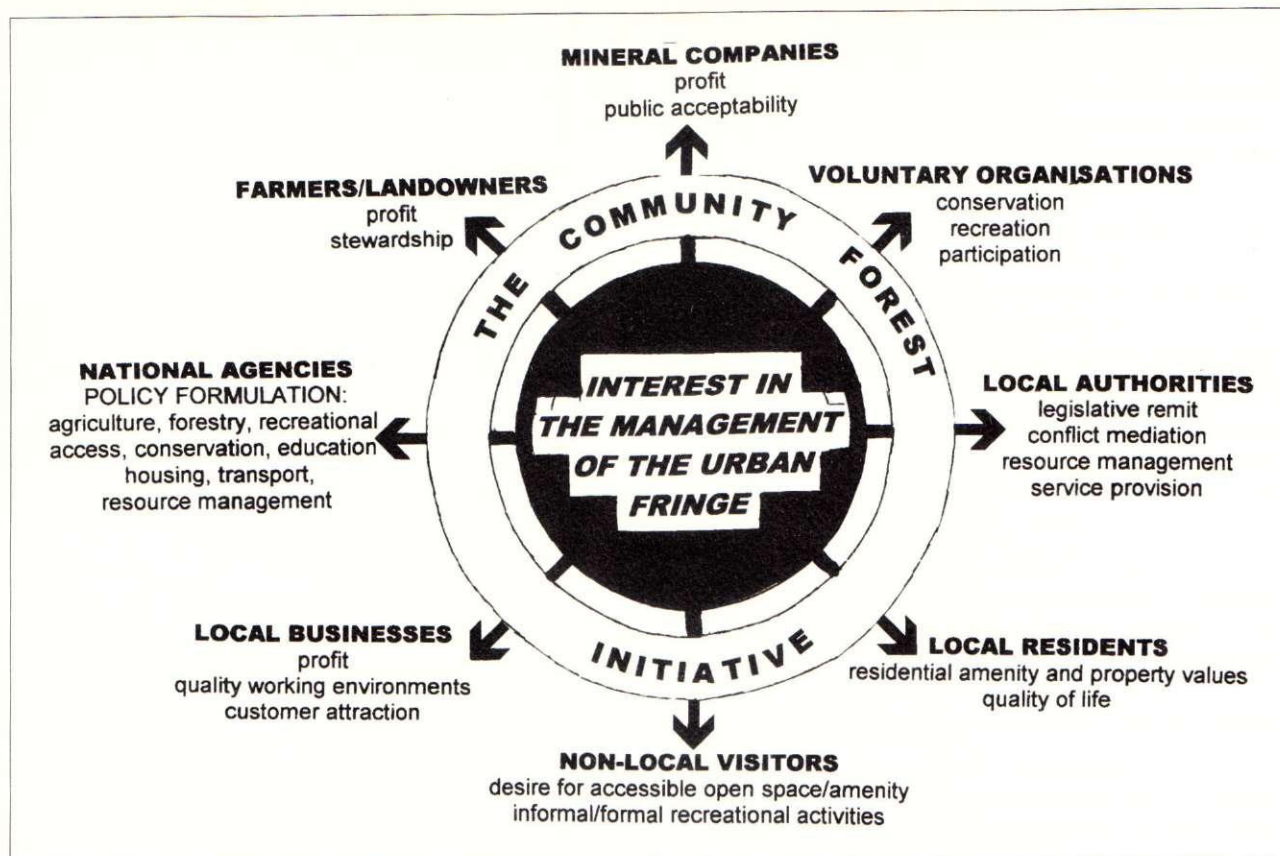 MINERAL COMPANIES
profit
public acceptability
VOLUNTARY ORGANISATIONS
conservation
recreation
participation
FARMERS/LANDOWNERS
profit
stewardship
THE COMMUNITY FOREST
INITIATIVE
INTEREST IN
THE MANAGEMENT
OF THE URBAN
FRINGE
NATIONAL AGENCIES
POLICY FORMULATION:
agriculture, forestry, recreational
access, conservation, education
housing, transport,
resource management
LOCAL AUTHORITIES
legislative remit
conflict mediation
resource management
service provision
LOCAL BUSINESSES
profit
quality working environments
customer attraction
LOCAL RESIDENTS
residential amenity and property values
quality of life
NON-LOCAL VISITORS
desire for accessible open space/amenity
informal/formal recreational activities